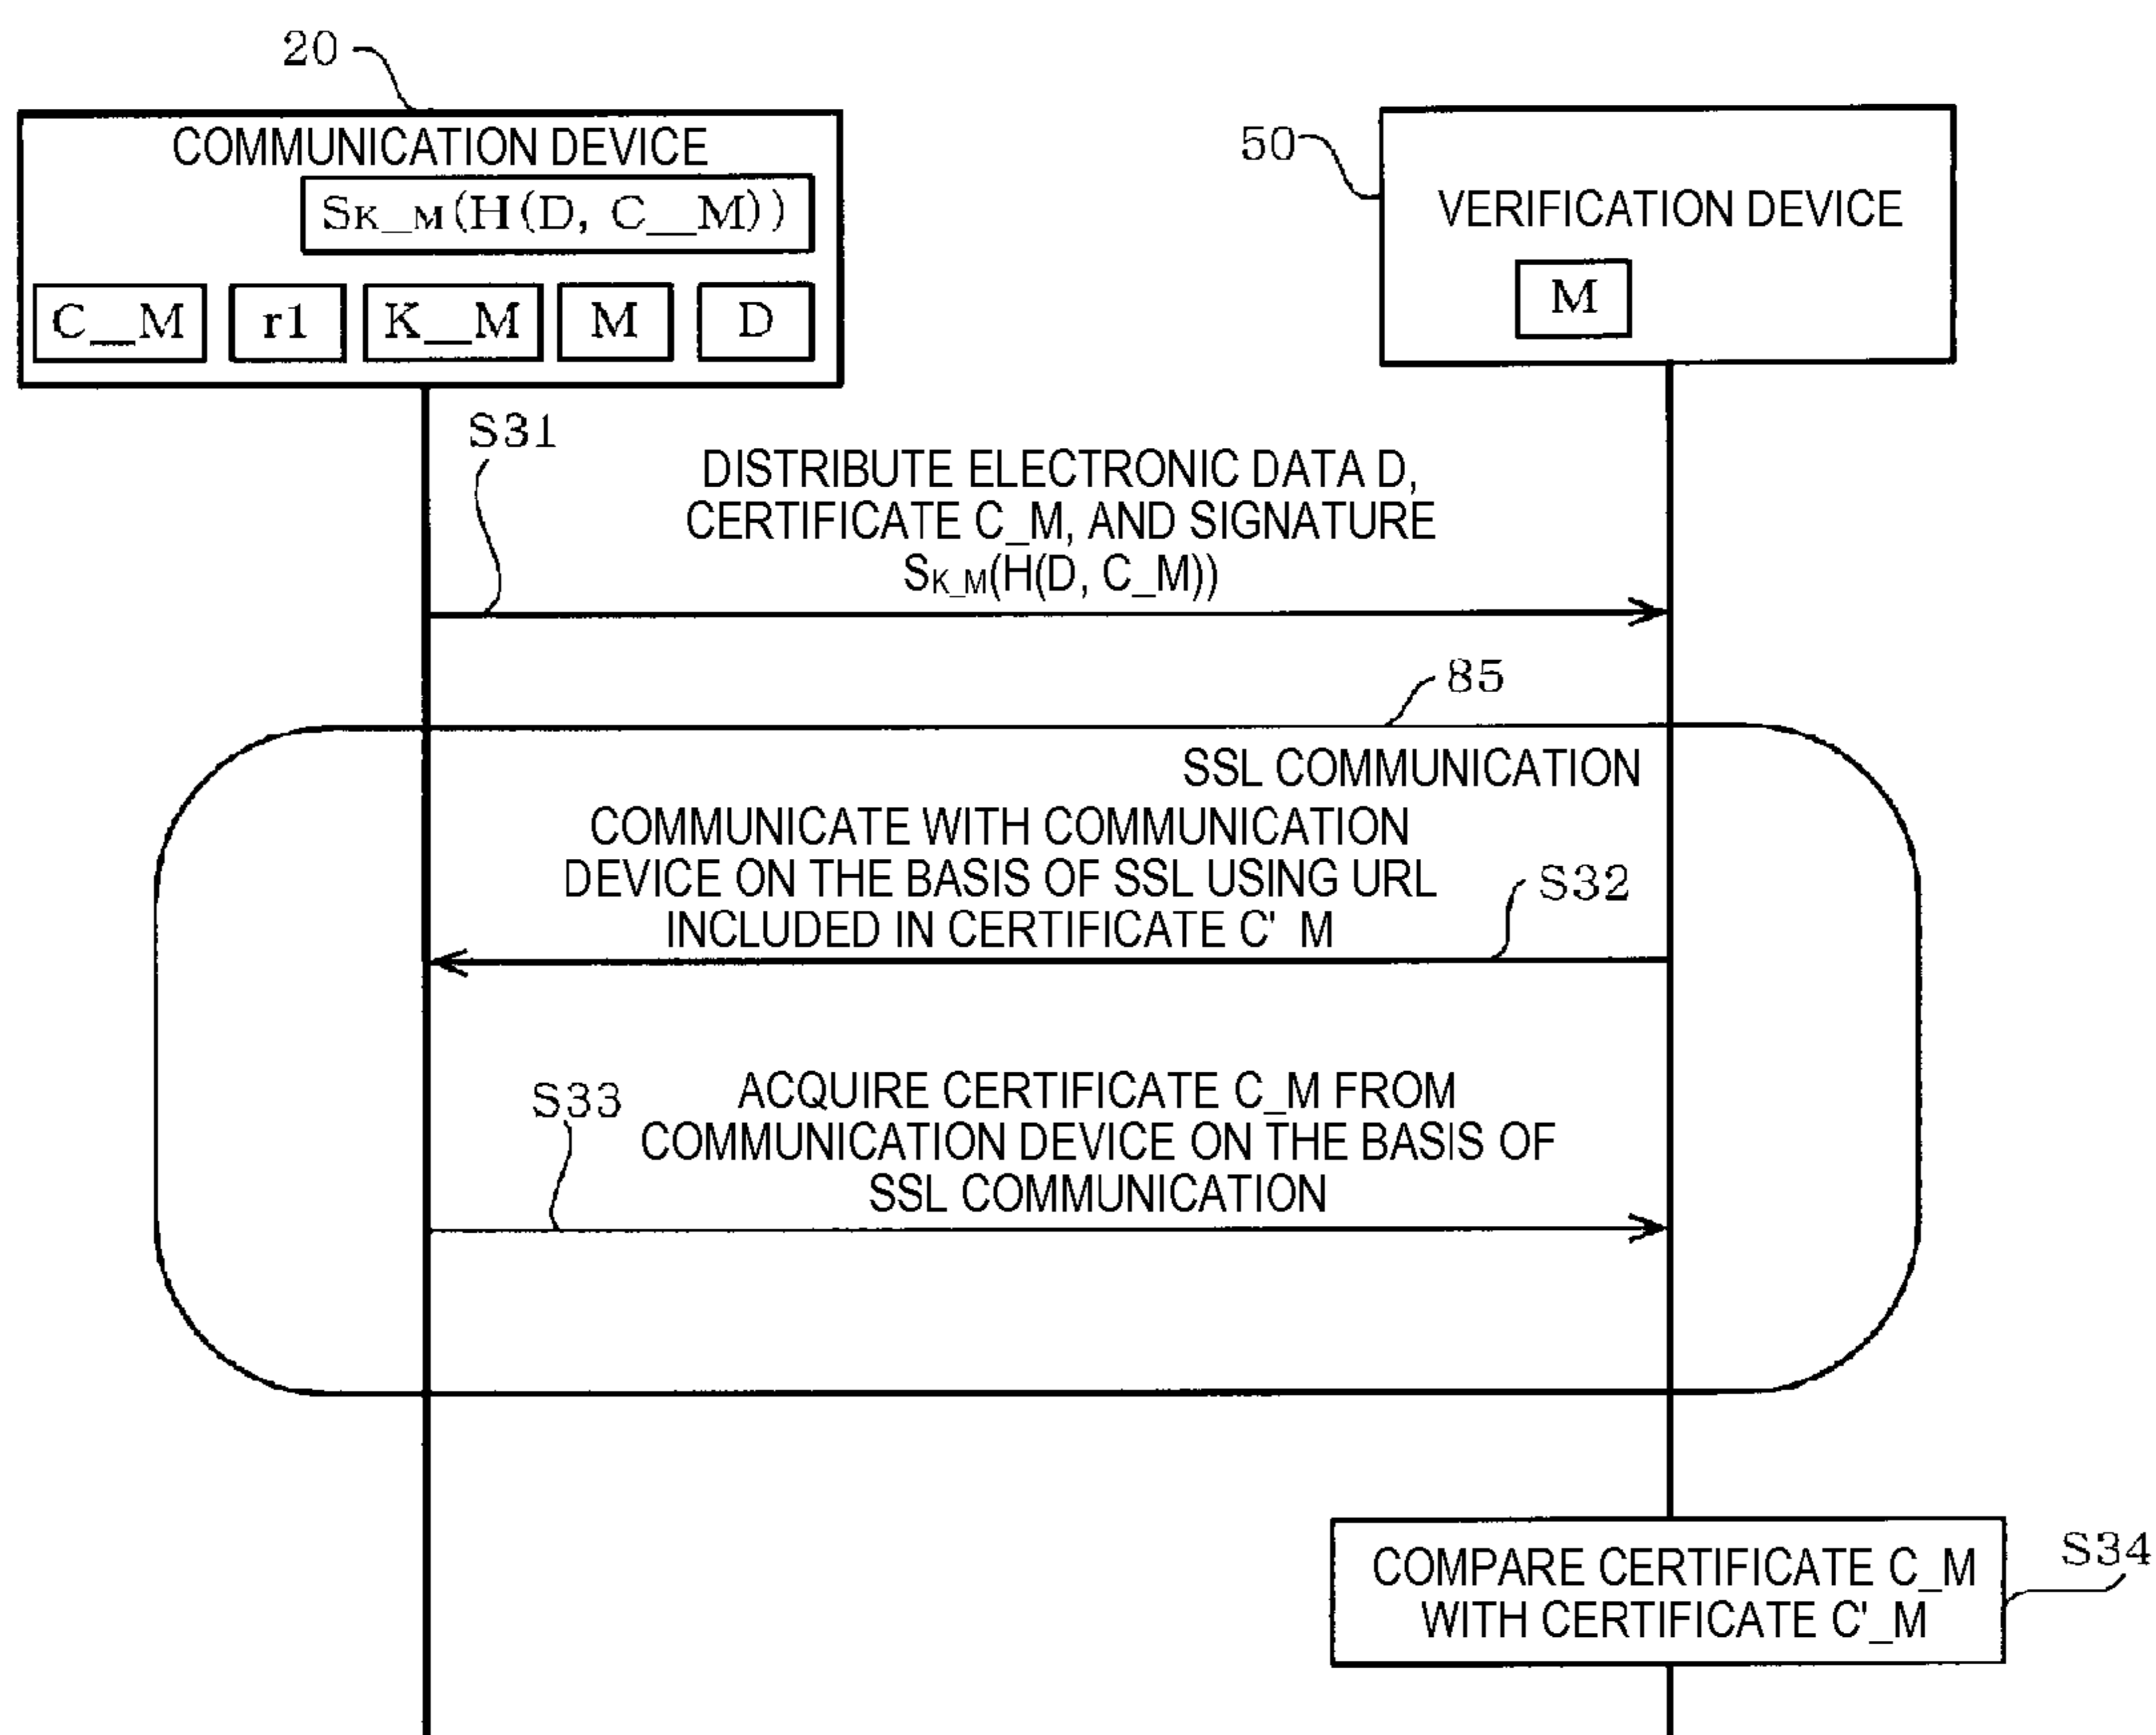 20
COMMUNICATION DEVICE
SK_M(H(D, C_M))
C_M r1 K_M M D
50
VERIFICATION DEVICE
M
S31
DISTRIBUTE ELECTRONIC DATA D,
CERTIFICATE C_M, AND SIGNATURE
SK_M(H(D, C_M))
85
SSL COMMUNICATION
COMMUNICATE WITH COMMUNICATION
DEVICE ON THE BASIS OF SSL USING URL
INCLUDED IN CERTIFICATE C' M
S32
S33
ACQUIRE CERTIFICATE C_M FROM
COMMUNICATION DEVICE ON THE BASIS OF
SSL COMMUNICATION
COMPARE CERTIFICATE C_M
WITH CERTIFICATE C'_M
S34